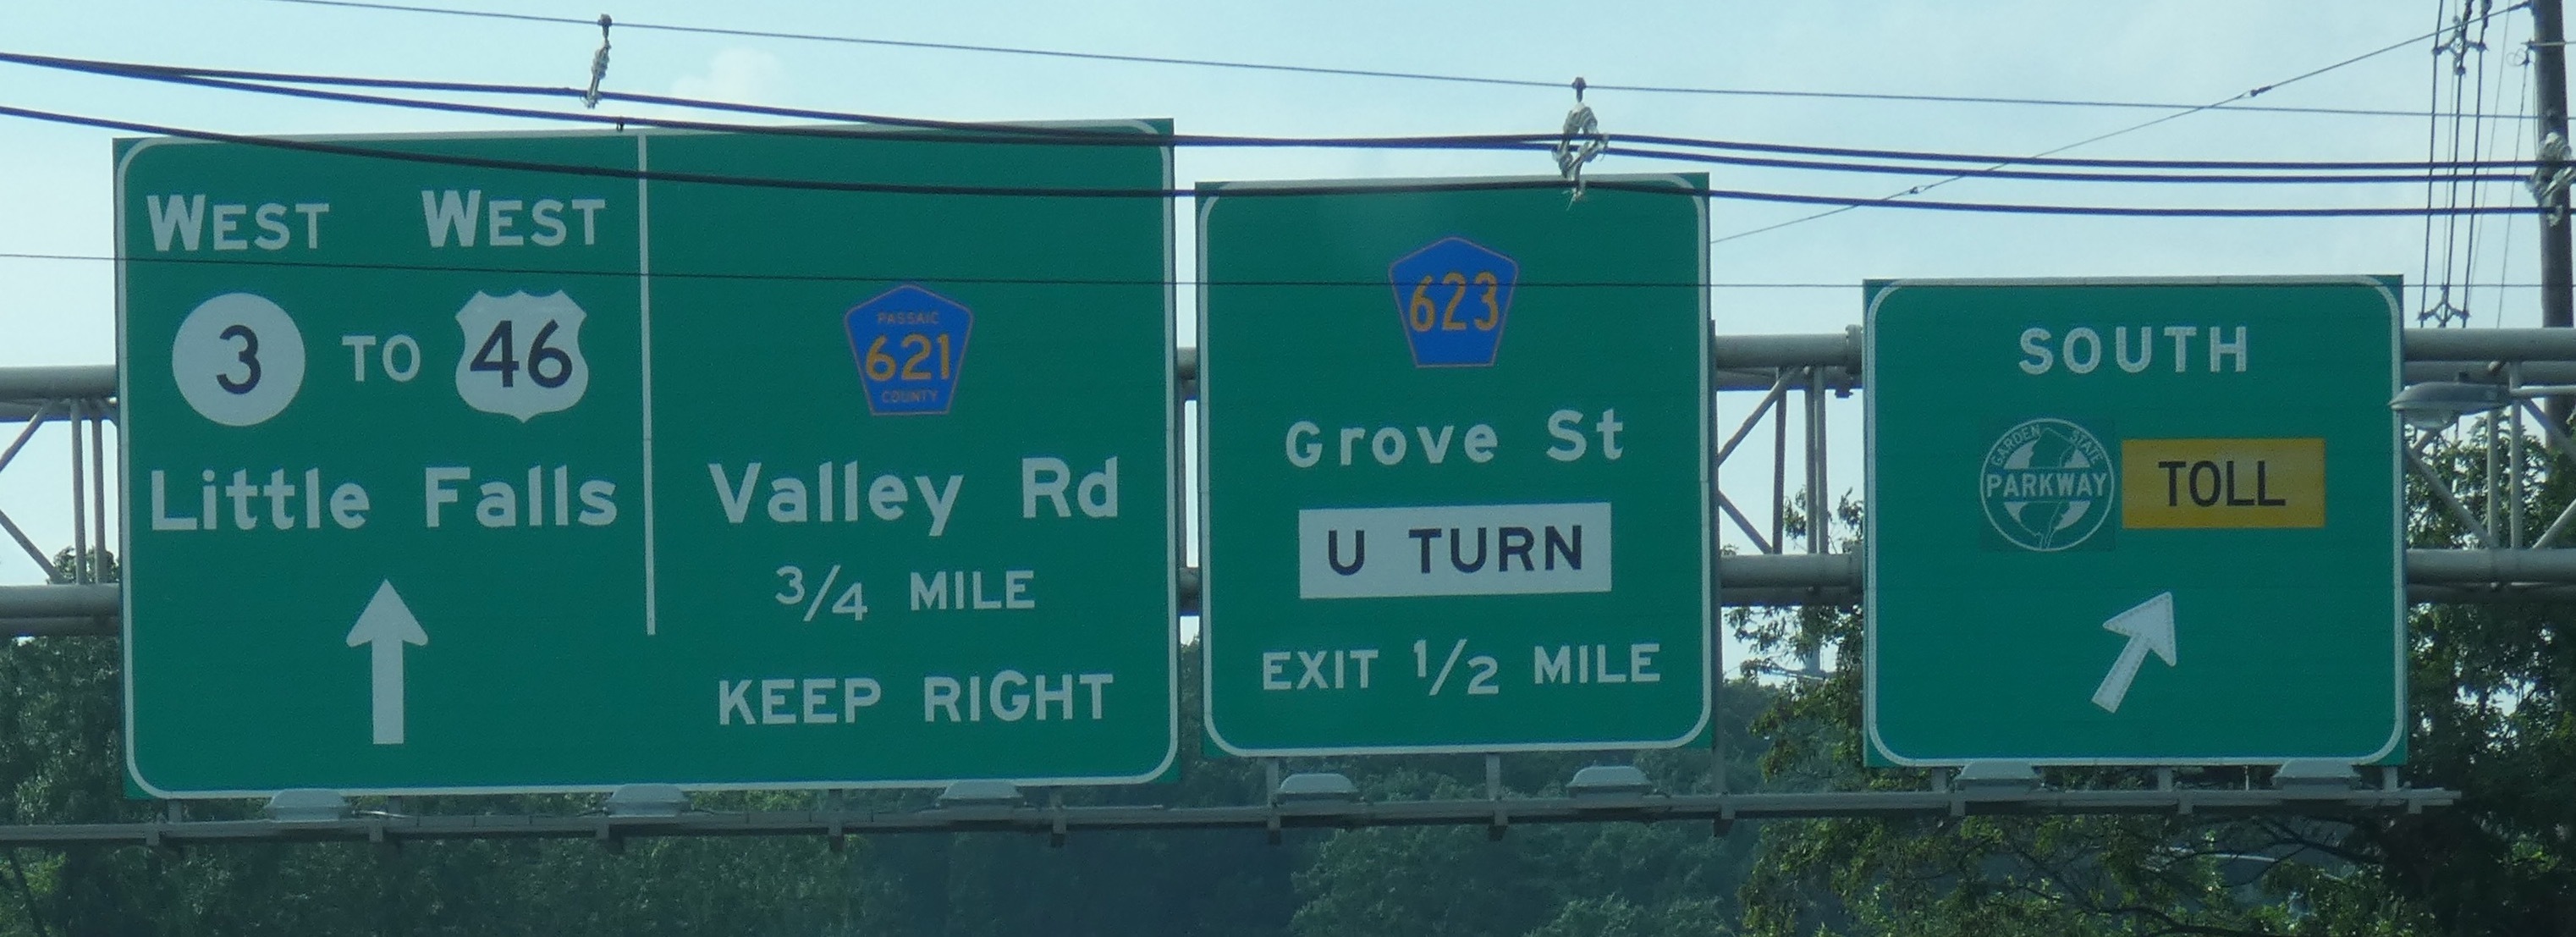 WEST WEST
3 TO 46
Little Falls
PASSAIC
621
COUNTY
Valley Rd
3/4 MILE
KEEP RIGHT
623
Grove St
U TURN
EXIT 1/2 MILE
SOUTH
GARDEN STATE
PARKWAY
TOLL